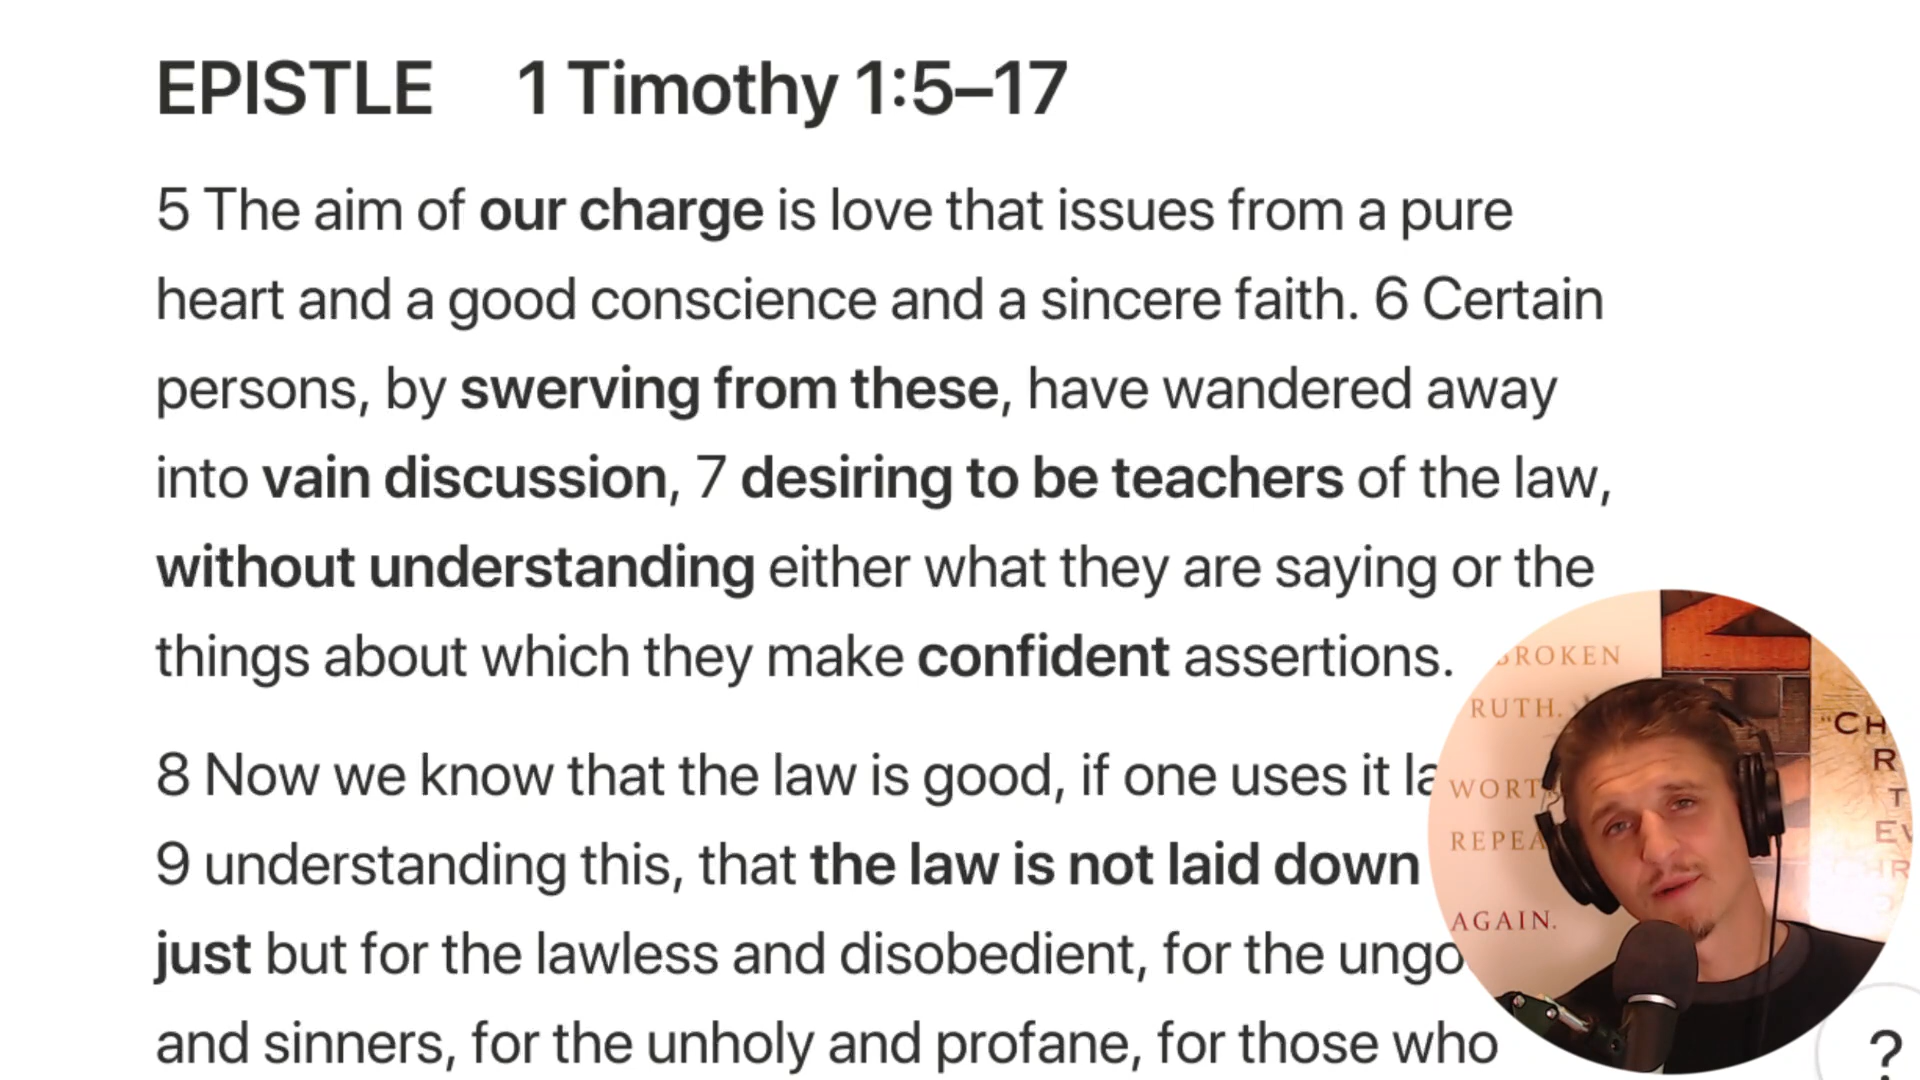 EPISTLE 1 Timothy 1:5–17
5 The aim of our charge is love that issues from a pure
heart and a good conscience and a sincere faith. 6 Certain
persons, by swerving from these, have wandered away
into vain discussion, 7 desiring to be teachers of the law,
without understanding either what they are saying or the
things about which they make confident assertions.
8 Now we know that the law is good, if one uses it la
9 understanding this, that the law is not laid down
just but for the lawless and disobedient, for the ungo
and sinners, for the unholy and profane, for those who
ROKEN
RUTH.
WORT
REPEA
AGAIN.
"CH
R
T
EV
HR
?